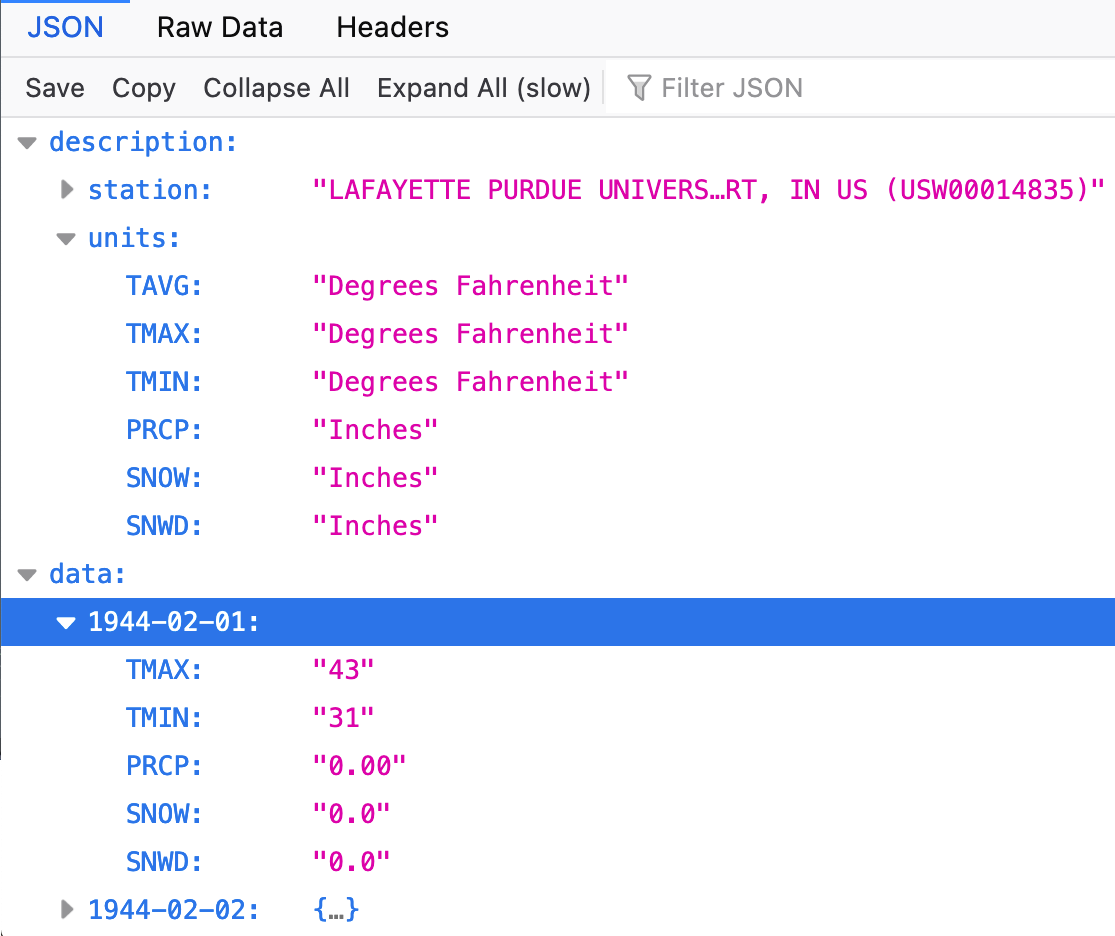 JSON Raw Data Headers
Save Copy Collapse All Expand All (slow) Filter JSON
description:
station: "LAFAYETTE PURDUE UNIVERS…RT, IN US (USW00014835)"
units:
TAVG: "Degrees Fahrenheit"
TMAX: "Degrees Fahrenheit"
TMIN: "Degrees Fahrenheit"
PRCP: "Inches"
SNOW: "Inches"
SNWD: "Inches"
data:
1944-02-01:
TMAX: "43"
TMIN: "31"
PRCP: "0.00"
SNOW: "0.0"
SNWD: "0.0"
1944-02-02: {…}